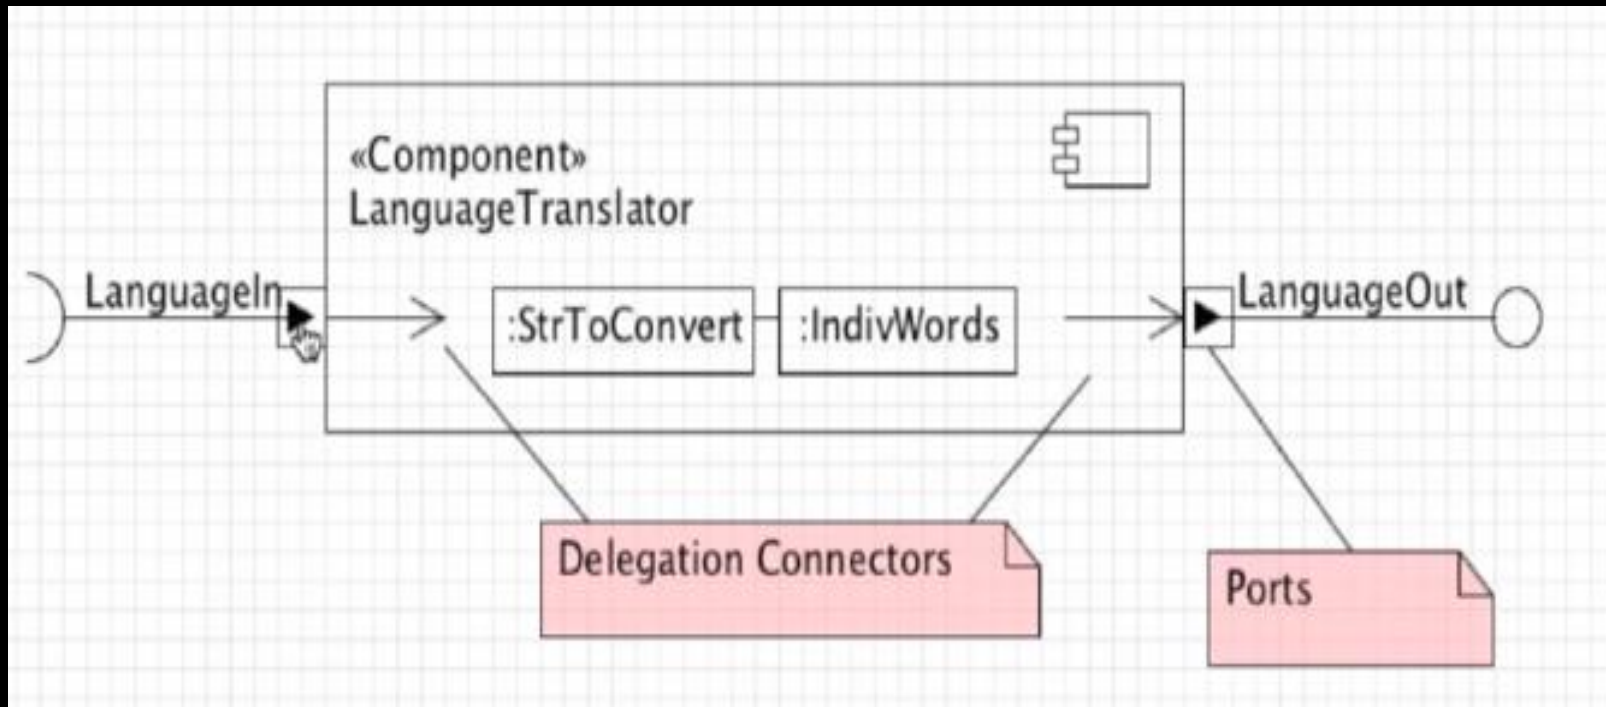 «Component»
LanguageTranslator
LanguageIn
LanguageOut
:StrToConvert
:IndivWords
Delegation Connectors
Ports